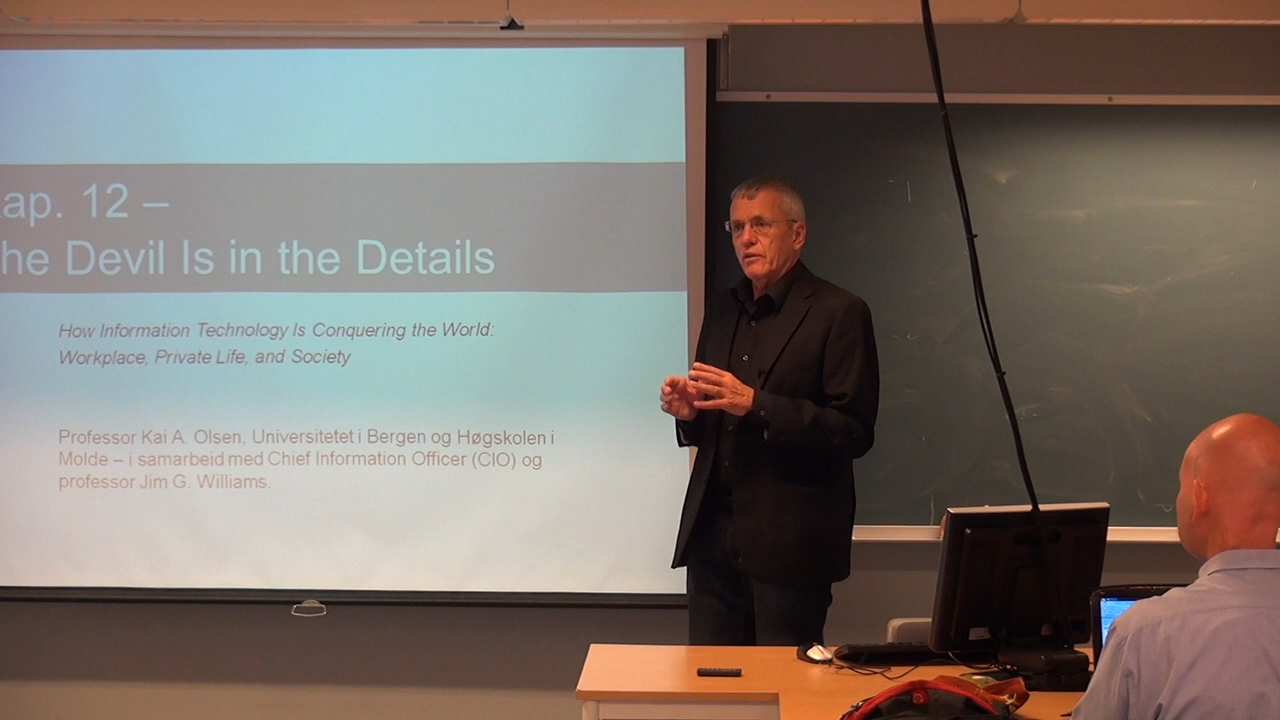 ap. 12 –
he Devil Is in the Details
How Information Technology Is Conquering the World:
Workplace, Private Life, and Society
Professor Kai A. Olsen, Universitetet i Bergen og Høgskolen i
Molde – i samarbeid med Chief Information Officer (CIO) og
professor Jim G. Williams.